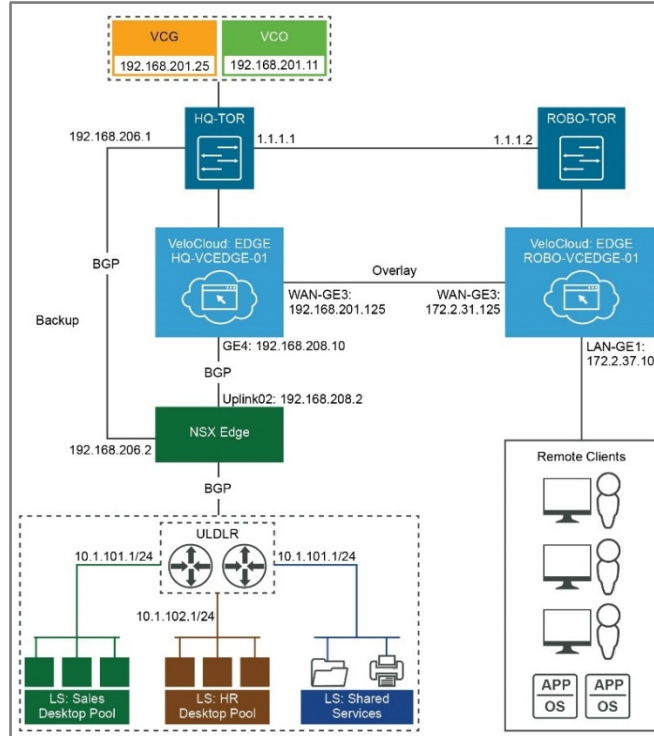 VCG
VCO
192.168.201.25
192.168.201.11
HQ-TOR
ROBO-TOR
192.168.206.1
1.1.1.1
1.1.1.2
VeloCloud: EDGE
HQ-VCEDGE-01
VeloCloud: EDGE
ROBO-VCEDGE-01
BGP
Overlay
WAN-GE3:
192.168.201.125
WAN-GE3:
172.2.31.125
Backup
GE4: 192.168.208.10
LAN-GE1:
172.2.37.10
BGP
Uplink02: 192.168.208.2
NSX Edge
192.168.206.2
Remote Clients
BGP
ULDLR
10.1.101.1/24
10.1.101.1/24
10.1.102.1/24
LS: Sales
Desktop Pool
LS: HR
Desktop Pool
LS: Shared
Services
APP
OS
APP
OS